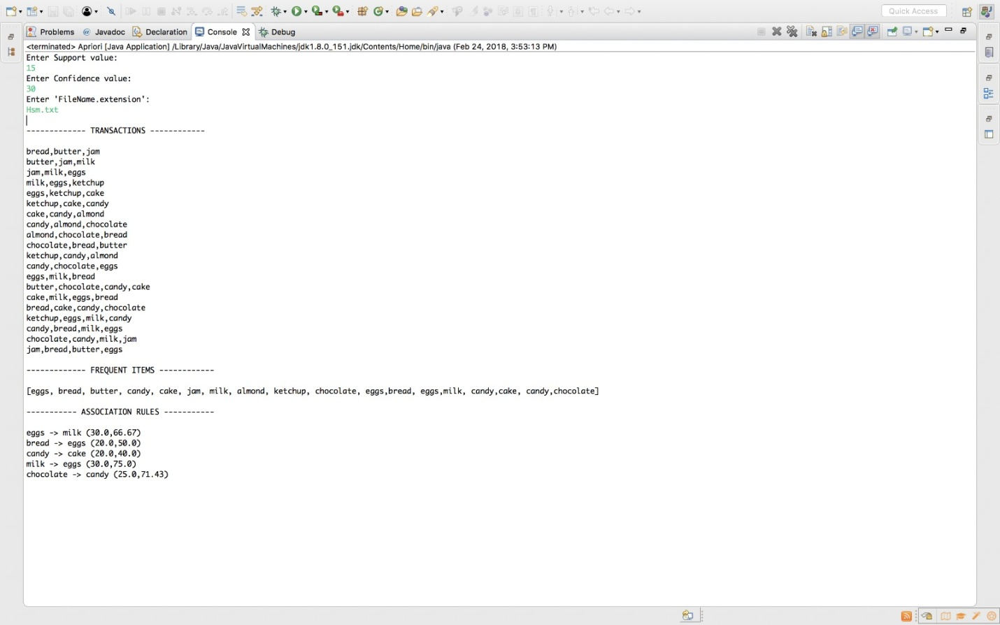 Quick Access
Problems @ Javadoc Declaration Console Debug
<terminated> Apriori [Java Application] /Library/Java/JavaVirtualMachines/jdk1.8.0_151.jdk/Contents/Home/bin/java (Feb 24, 2018, 3:53:13 PM)
Enter Support value:
15
Enter Confidence value:
30
Enter 'FileName.extension':
Hsm.txt
------------- TRANSACTIONS ------------
bread,butter,jam
butter,jam,milk
jam,milk,eggs
milk,eggs,ketchup
eggs,ketchup,cake
ketchup,cake,candy
cake,candy,almond
candy,almond,chocolate
almond,chocolate,bread
chocolate,bread,butter
ketchup,candy,almond
candy,chocolate,eggs
eggs,milk,bread
butter,chocolate,candy,cake
cake,milk,eggs,bread
bread,cake,candy,chocolate
ketchup,eggs,milk,candy
candy,bread,milk,eggs
chocolate,candy,milk,jam
jam,bread,butter,eggs
------------- FREQUENT ITEMS ------------
[eggs, bread, butter, candy, cake, jam, milk, almond, ketchup, chocolate, eggs,bread, eggs,milk, candy,cake, candy,chocolate]
----------- ASSOCIATION RULES -----------
eggs -> milk (30.0,66.67)
bread -> eggs (20.0,50.0)
candy -> cake (20.0,40.0)
milk -> eggs (30.0,75.0)
chocolate -> candy (25.0,71.43)